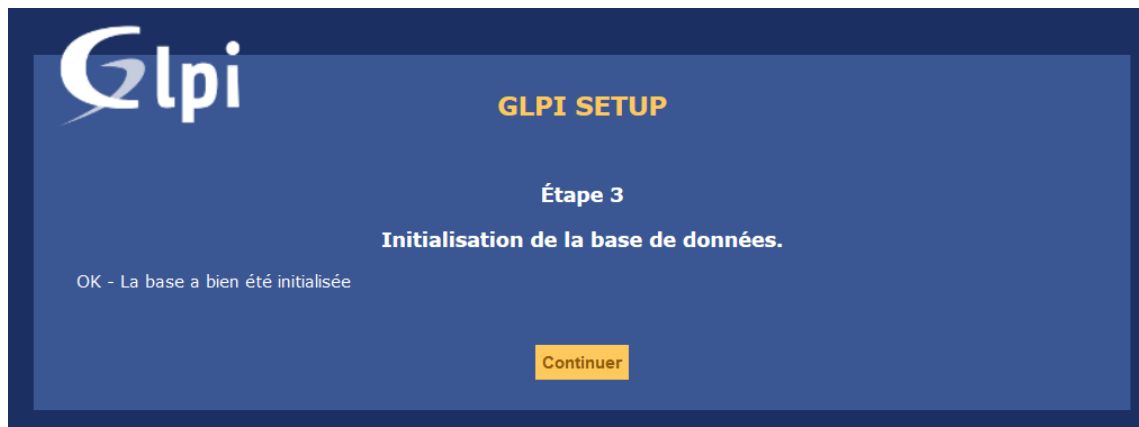 Glpi
GLPI SETUP
Étape 3
Initialisation de la base de données.
OK - La base a bien été initialisée
Continuer